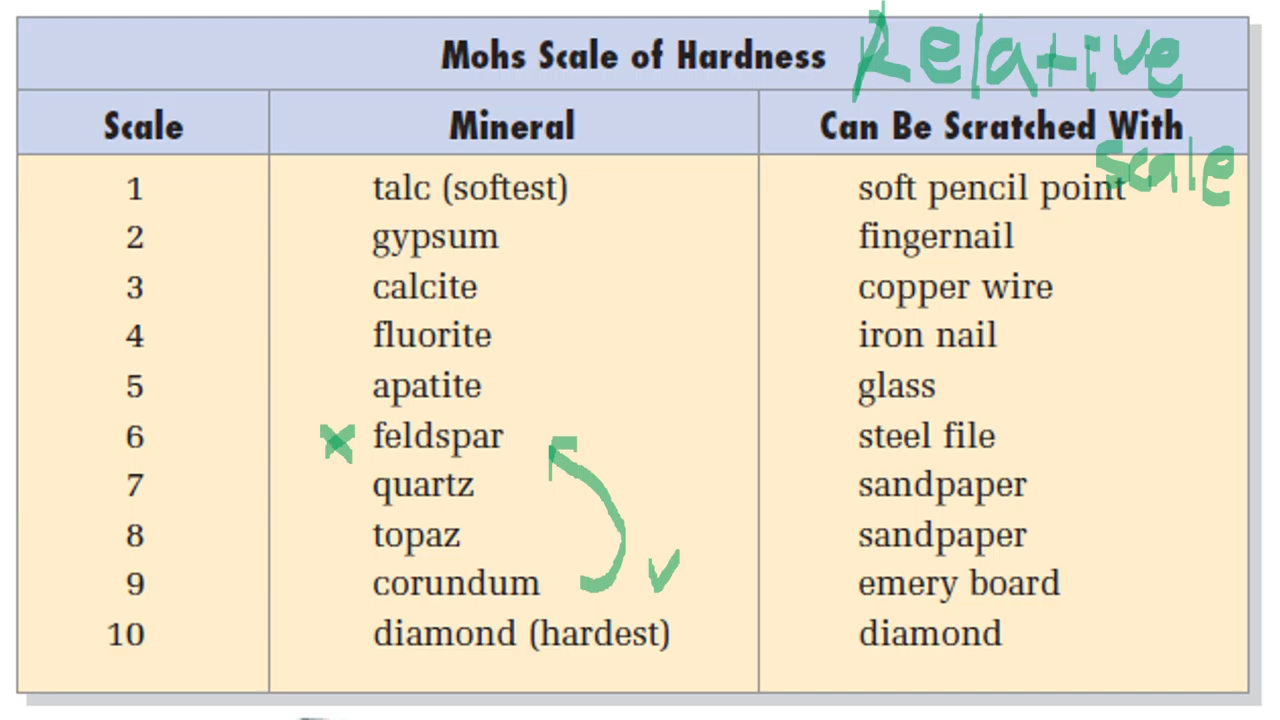 Mohs Scale of Hardness Relative
Scale Mineral Can Be Scratched With
scale
1 talc (softest) soft pencil point
2 gypsum fingernail
3 calcite copper wire
4 fluorite iron nail
5 apatite glass
6 feldspar steel file
7 quartz sandpaper
8 topaz sandpaper
9 corundum emery board
10 diamond (hardest) diamond